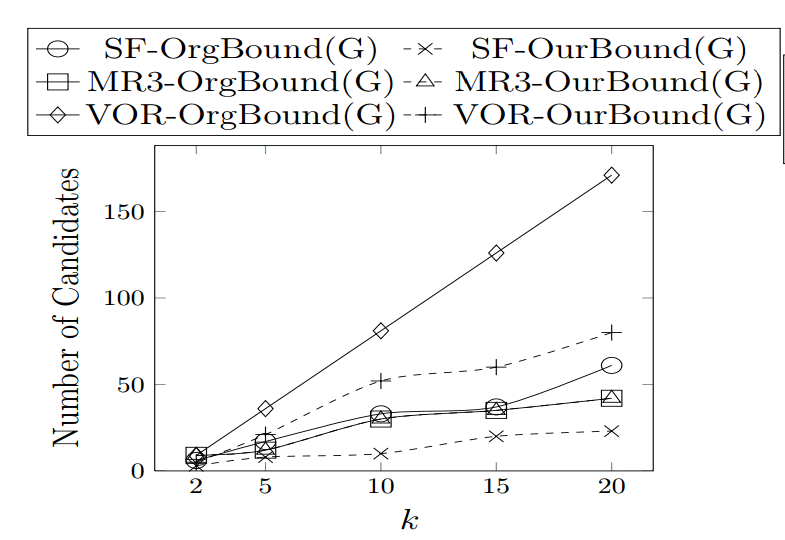 SF-OrgBound(G) SF-OurBound(G)
MR3-OrgBound(G) MR3-OurBound(G)
VOR-OrgBound(G) VOR-OurBound(G)
Number of Candidates
150
100
50
0
2 5 10 15 20
k